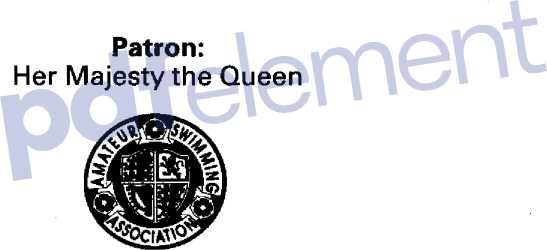 Patron:
Her Majesty the Queen
pdfelement
AMATEUR SWIMMING
ASSOCIATION